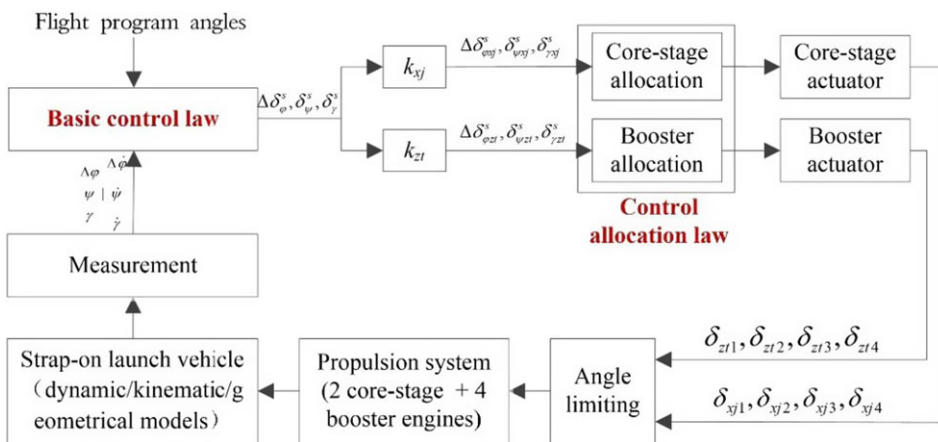 Flight program angles
Basic control law
Δδ^s_φ, δ^s_ψ, δ^s_γ
k_xj
Δδ^s_φxj, δ^s_ψxj, δ^s_γxj
Core-stage
allocation
Core-stage
actuator
k_zt
Δδ^s_φzt, δ^s_ψzt, δ^s_γzt
Booster
allocation
Booster
actuator
Control
allocation law
Δφ Δφ̇
ψ | ψ̇
γ γ̇
Measurement
Strap-on launch vehicle
(dynamic/kinematic/g
eometrical models)
Propulsion system
(2 core-stage + 4
booster engines)
Angle
limiting
δ_zt1, δ_zt2, δ_zt3, δ_zt4
δ_xj1, δ_xj2, δ_xj3, δ_xj4